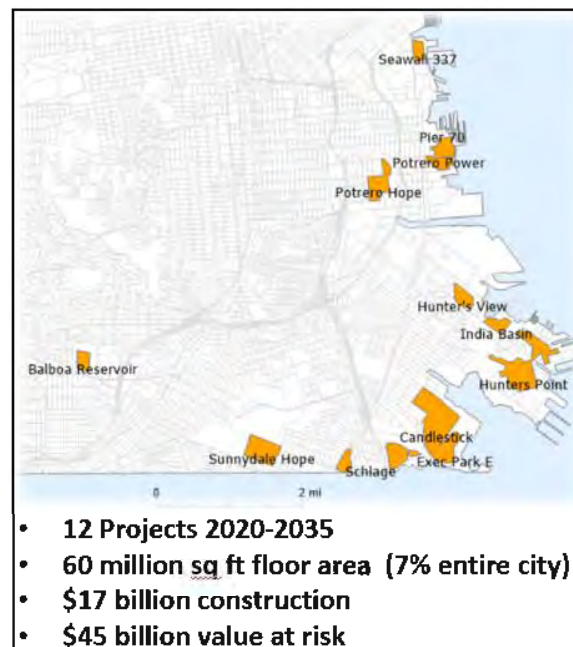 Seawall 337
Pier 70
Potrero Power
Potrero Hope
Hunter's View
India Basin
Balboa Reservoir
Hunters Point
Candlestick
Sunnydale Hope
Exec Park E
Schlage
0 2 mi
• 12 Projects 2020-2035
• 60 million sq ft floor area (7% entire city)
• $17 billion construction
• $45 billion value at risk